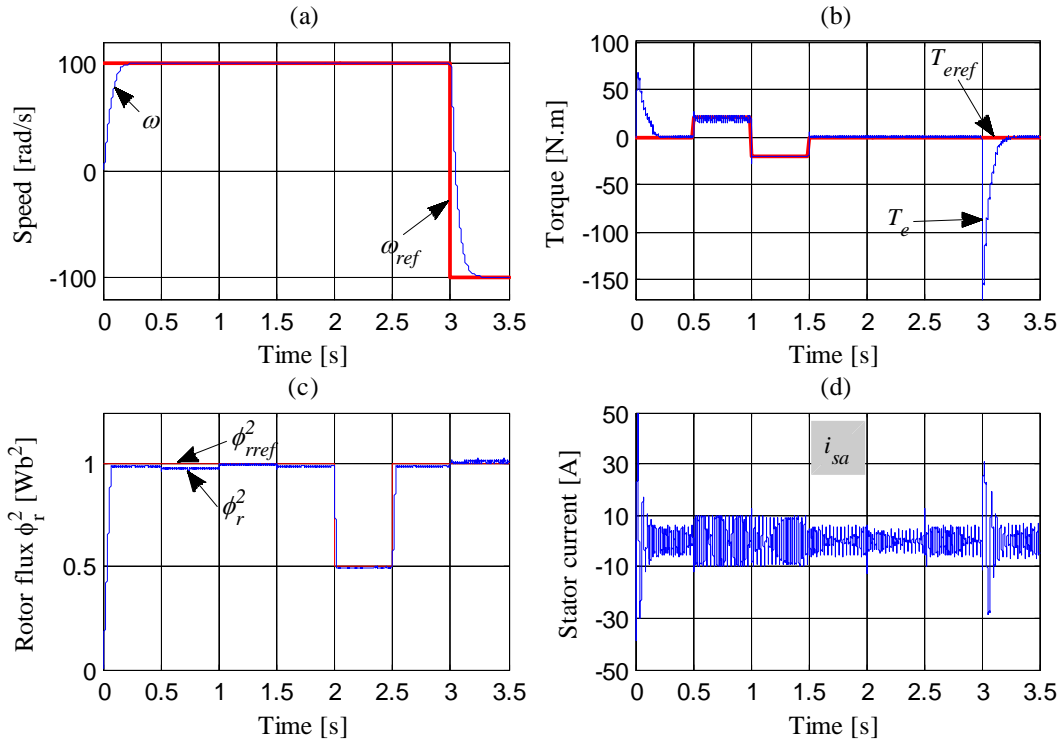 (a)
Speed [rad/s]
100
0
-100
ω
ω_ref
0 0.5 1 1.5 2 2.5 3 3.5
Time [s]
(b)
Torque [N.m]
100
50
0
-50
-100
-150
T_eref
T_e
0 0.5 1 1.5 2 2.5 3 3.5
Time [s]
(c)
Rotor flux ϕ_r^2 [Wb^2]
1
0.5
0
ϕ_rref^2
ϕ_r^2
0 0.5 1 1.5 2 2.5 3 3.5
Time [s]
(d)
Stator current [A]
50
30
10
-10
-30
-50
i_sa
0 0.5 1 1.5 2 2.5 3 3.5
Time [s]